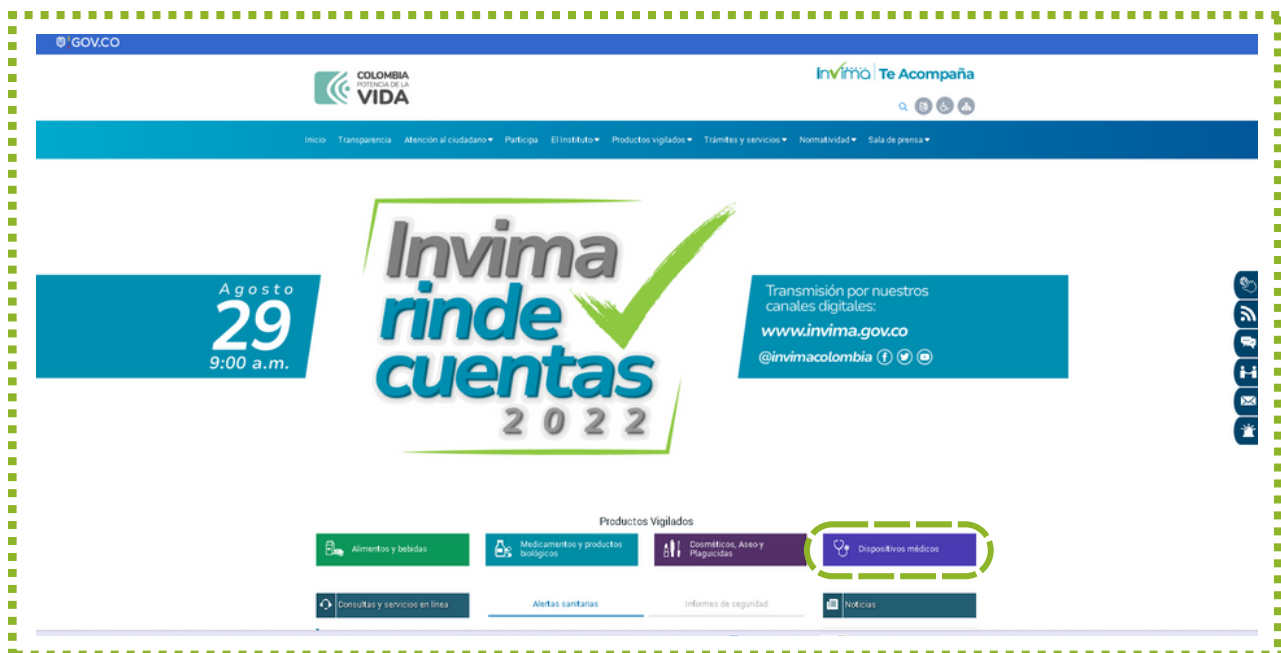 GOV.CO
COLOMBIA
POTENCIA DE LA
VIDA
invima Te Acompaña
Inicio Transparencia Atención al ciudadano Participa El Instituto Productos vigilados Trámites y servicios Normatividad Sala de prensa
Agosto
29
9:00 a.m.
Invima
rinde
cuentas
2022
Transmisión por nuestros
canales digitales:
www.invima.gov.co
@invimacolombia
Productos Vigilados
Alimentos y bebidas
Medicamentos y productos
biológicos
Cosméticos, Aseo y
Plaguicidas
Dispositivos médicos
Consultas y servicios en línea
Alertas sanitarias
Informes de seguridad
Noticias